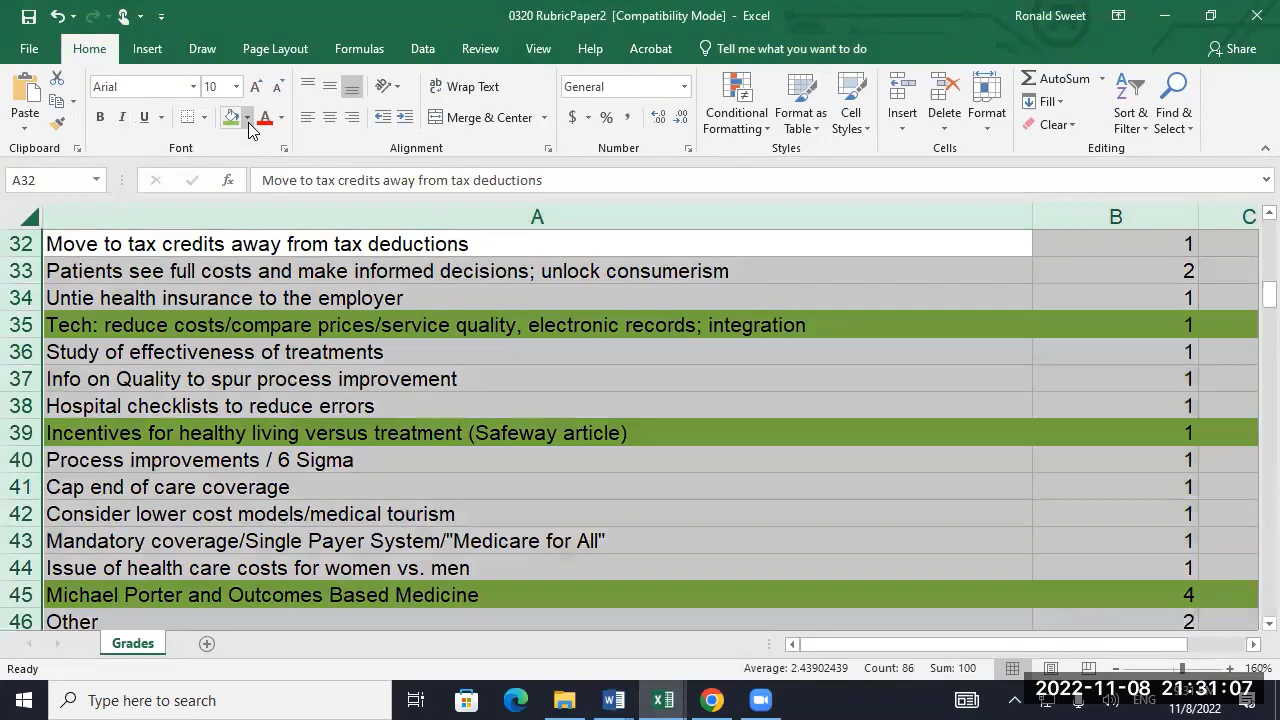 0320 RubricPaper2 [Compatibility Mode] - Excel
Ronald Sweet
File Home Insert Draw Page Layout Formulas Data Review View Help Acrobat Tell me what you want to do Share
Paste
Arial 10
B I U A
Wrap Text
Merge & Center
General
$ % ,
Conditional Formatting
Format as Table
Cell Styles
Insert
Delete
Format
AutoSum
Fill
Clear
Sort & Filter
Find & Select
Clipboard Font Alignment Number Styles Cells Editing
A32 fx Move to tax credits away from tax deductions
A B C
32 Move to tax credits away from tax deductions 1
33 Patients see full costs and make informed decisions; unlock consumerism 2
34 Untie health insurance to the employer 1
35 Tech: reduce costs/compare prices/service quality, electronic records; integration 1
36 Study of effectiveness of treatments 1
37 Info on Quality to spur process improvement 1
38 Hospital checklists to reduce errors 1
39 Incentives for healthy living versus treatment (Safeway article) 1
40 Process improvements / 6 Sigma 1
41 Cap end of care coverage 1
42 Consider lower cost models/medical tourism 1
43 Mandatory coverage/Single Payer System/"Medicare for All" 1
44 Issue of health care costs for women vs. men 1
45 Michael Porter and Outcomes Based Medicine 4
46 Other 2
Grades
Ready
Average: 2.43902439 Count: 86 Sum: 100
160%
Type here to search
2022-11-08 21:31:07
ENG
11/8/2022